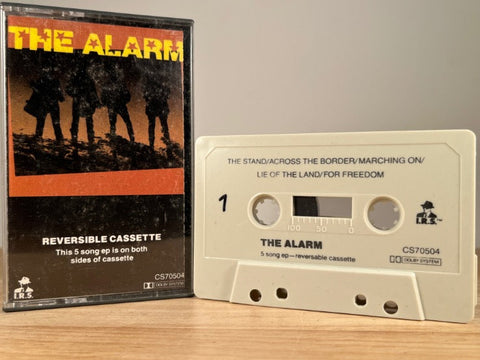 THE ALARM
REVERSIBLE CASSETTE
This 5 song ep is on both
sides of cassette
CS70504
I.R.S.
DOLBY SYSTEM
THE STAND/ACROSS THE BORDER/MARCHING ON/
LIE OF THE LAND/FOR FREEDOM
1
100 50 0
I.R.S.
THE ALARM
CS70504
5 song ep—reversable cassette
DOLBY SYSTEM